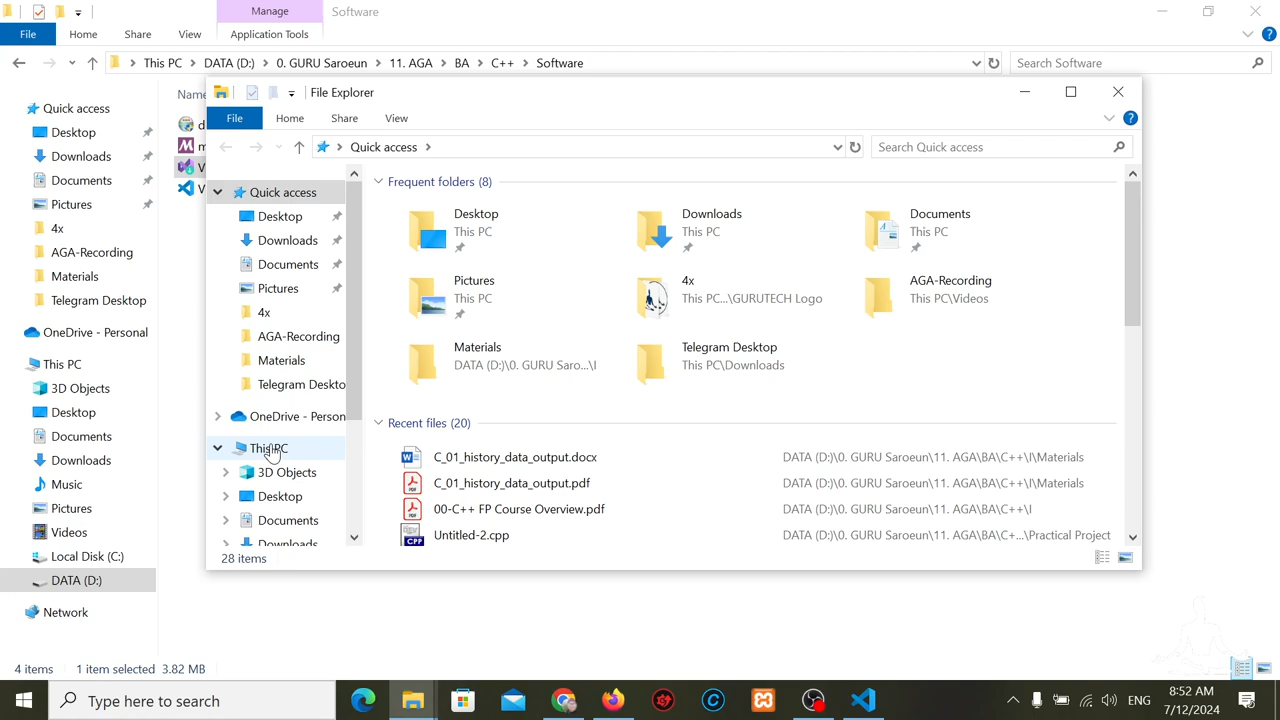 Manage
Software
File
Home
Share
View
Application Tools
This PC
DATA (D:)
0. GURU Saroeun
11. AGA
BA
C++
Software
Search Software
Quick access
Desktop
Downloads
Documents
Pictures
4x
AGA-Recording
Materials
Telegram Desktop
OneDrive - Personal
This PC
3D Objects
Desktop
Documents
Downloads
Music
Pictures
Videos
Local Disk (C:)
DATA (D:)
Network
4 items
1 item selected 3.82 MB
File Explorer
File
Home
Share
View
Quick access
Search Quick access
Quick access
Desktop
Downloads
Documents
Pictures
4x
AGA-Recording
Materials
Telegram Deskto
OneDrive - Person
This PC
3D Objects
Desktop
Documents
Downloads
Frequent folders (8)
Desktop
This PC
Downloads
This PC
Documents
This PC
Pictures
This PC
4x
This PC...\GURUTECH Logo
AGA-Recording
This PC\Videos
Materials
DATA (D:)\0. GURU Saro...\I
Telegram Desktop
This PC\Downloads
Recent files (20)
C_01_history_data_output.docx DATA (D:)\0. GURU Saroeun\11. AGA\BA\C++\I\Materials
C_01_history_data_output.pdf DATA (D:)\0. GURU Saroeun\11. AGA\BA\C++\I\Materials
00-C++ FP Course Overview.pdf DATA (D:)\0. GURU Saroeun\11. AGA\BA\C++\I
Untitled-2.cpp DATA (D:)\0. GURU Saroeun\11. AGA\BA\C+...\Practical Project
28 items
Type here to search
ENG
8:52 AM
7/12/2024